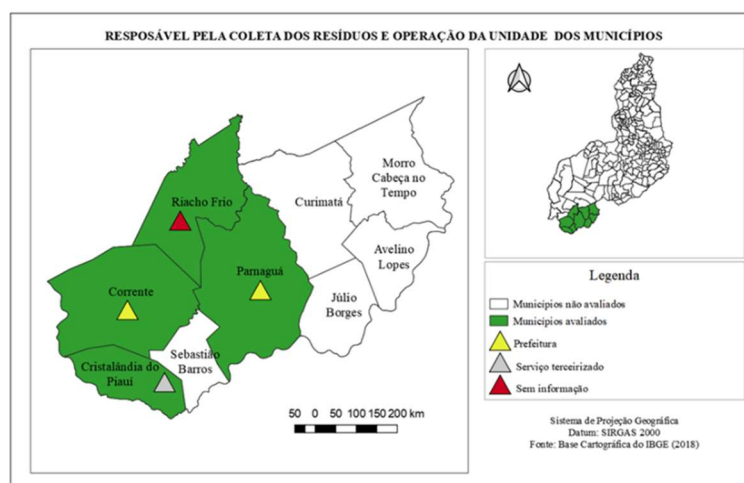 RESPOSÁVEL PELA COLETA DOS RESÍDUOS E OPERAÇÃO DA UNIDADE DOS MUNICÍPIOS
Morro
Cabeça no
Tempo
Riacho Frio
Curimatá
Avelino
Lopes
Parnaguá
Corrente
Júlio
Borges
Sebastião
Barros
Cristalândia do
Piauí
50 0 50 100 150 200 km
Legenda
Municípios não avaliados
Municípios avaliados
Prefeitura
Serviço terceirizado
Sem informação
Sistema de Projeção Geográfica
Datum: SIRGAS 2000
Fonte: Base Cartográfica do IBGE (2018)